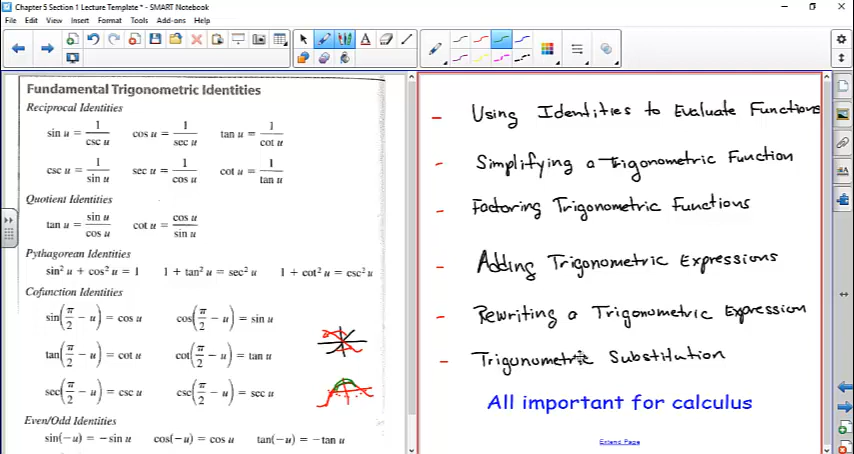 Chapter 5 Section 1 Lecture Template * - SMART Notebook
File Edit View Insert Format Tools Add-ons Help
Fundamental Trigonometric Identities
Reciprocal Identities
sin u = 1/csc u cos u = 1/sec u tan u = 1/cot u
csc u = 1/sin u sec u = 1/cos u cot u = 1/tan u
Quotient Identities
tan u = sin u/cos u cot u = cos u/sin u
Pythagorean Identities
sin² u + cos² u = 1 1 + tan² u = sec² u 1 + cot² u = csc² u
Cofunction Identities
sin(π/2 − u) = cos u cos(π/2 − u) = sin u
tan(π/2 − u) = cot u cot(π/2 − u) = tan u
sec(π/2 − u) = csc u csc(π/2 − u) = sec u
Even/Odd Identities
sin(−u) = −sin u cos(−u) = cos u tan(−u) = −tan u
- Using Identities to Evaluate Functions
- Simplifying a Trigonometric Function
- Factoring Trigonometric Functions
- Adding Trigonometric Expressions
- Rewriting a Trigonometric Expression
- Trigonometric Substitution
All important for calculus
Extend Page